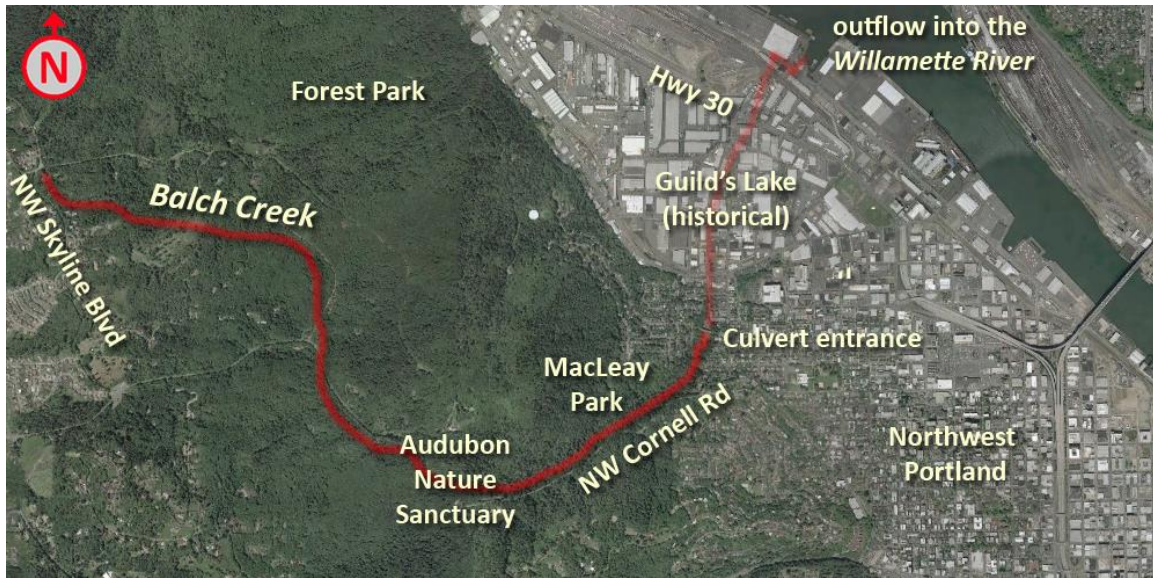 N
outflow into the
Willamette River
Forest Park
Hwy 30
Balch Creek
Guild's Lake
(historical)
NW Skyline Blvd
Culvert entrance
MacLeay
Park
NW Cornell Rd
Audubon
Nature
Sanctuary
Northwest
Portland